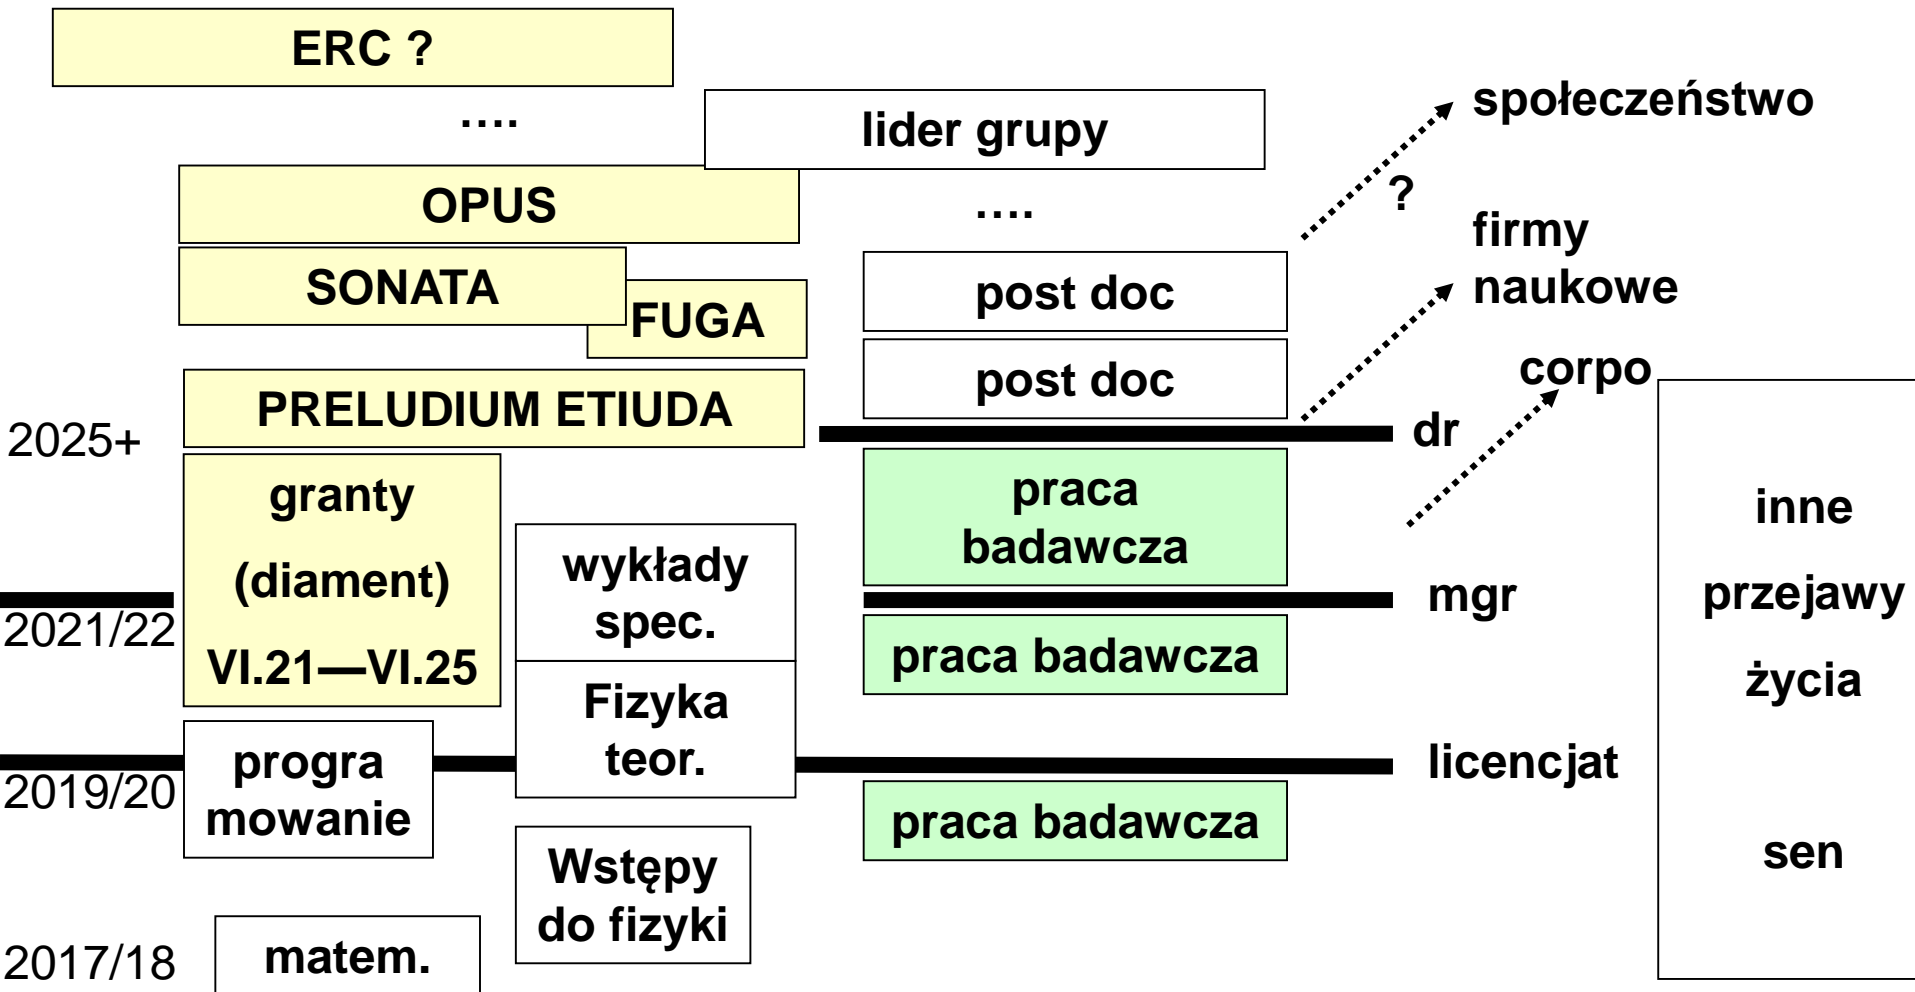 ERC ?
....
lider grupy
społeczeństwo
OPUS
....
?
firmy
naukowe
SONATA
FUGA
post doc
post doc
corpo
PRELUDIUM ETIUDA
2025+
dr
granty
(diament)
VI.21—VI.25
wykłady
spec.
praca
badawcza
inne
przejawy
życia
sen
2021/22
mgr
praca badawcza
Fizyka
teor.
progra
mowanie
licencjat
2019/20
praca badawcza
Wstępy
do fizyki
2017/18
matem.